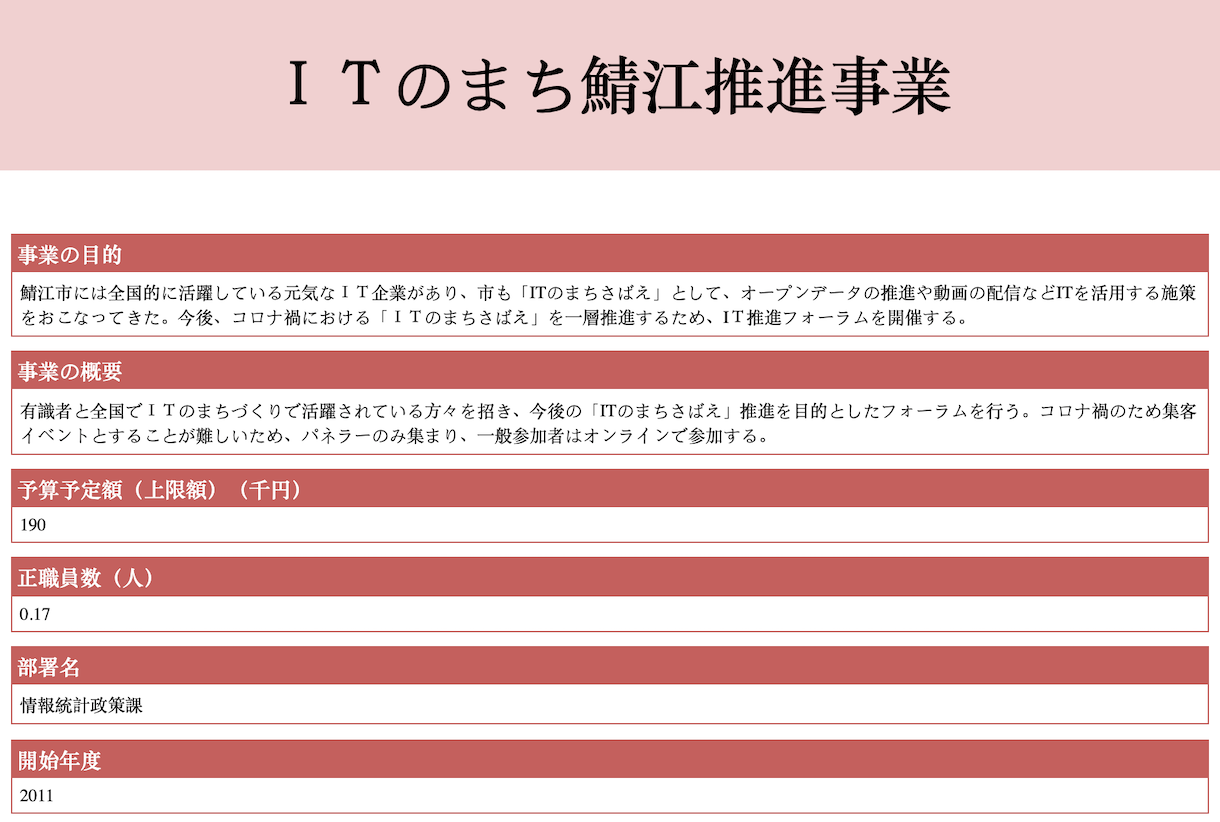 ＩＴのまち鯖江推進事業
事業の目的
鯖江市には全国的に活躍している元気なＩＴ企業があり、市も「ITのまちさばえ」として、オープンデータの推進や動画の配信などITを活用する施策
をおこなってきた。今後、コロナ禍における「ＩＴのまちさばえ」を一層推進するため、IＴ推進フォーラムを開催する。
事業の概要
有識者と全国でＩＴのまちづくりで活躍されている方々を招き、今後の「ITのまちさばえ」推進を目的としたフォーラムを行う。コロナ禍のため集客
イベントとすることが難しいため、パネラーのみ集まり、一般参加者はオンラインで参加する。
予算予定額（上限額）（千円）
190
正職員数（人）
0.17
部署名
情報統計政策課
開始年度
2011